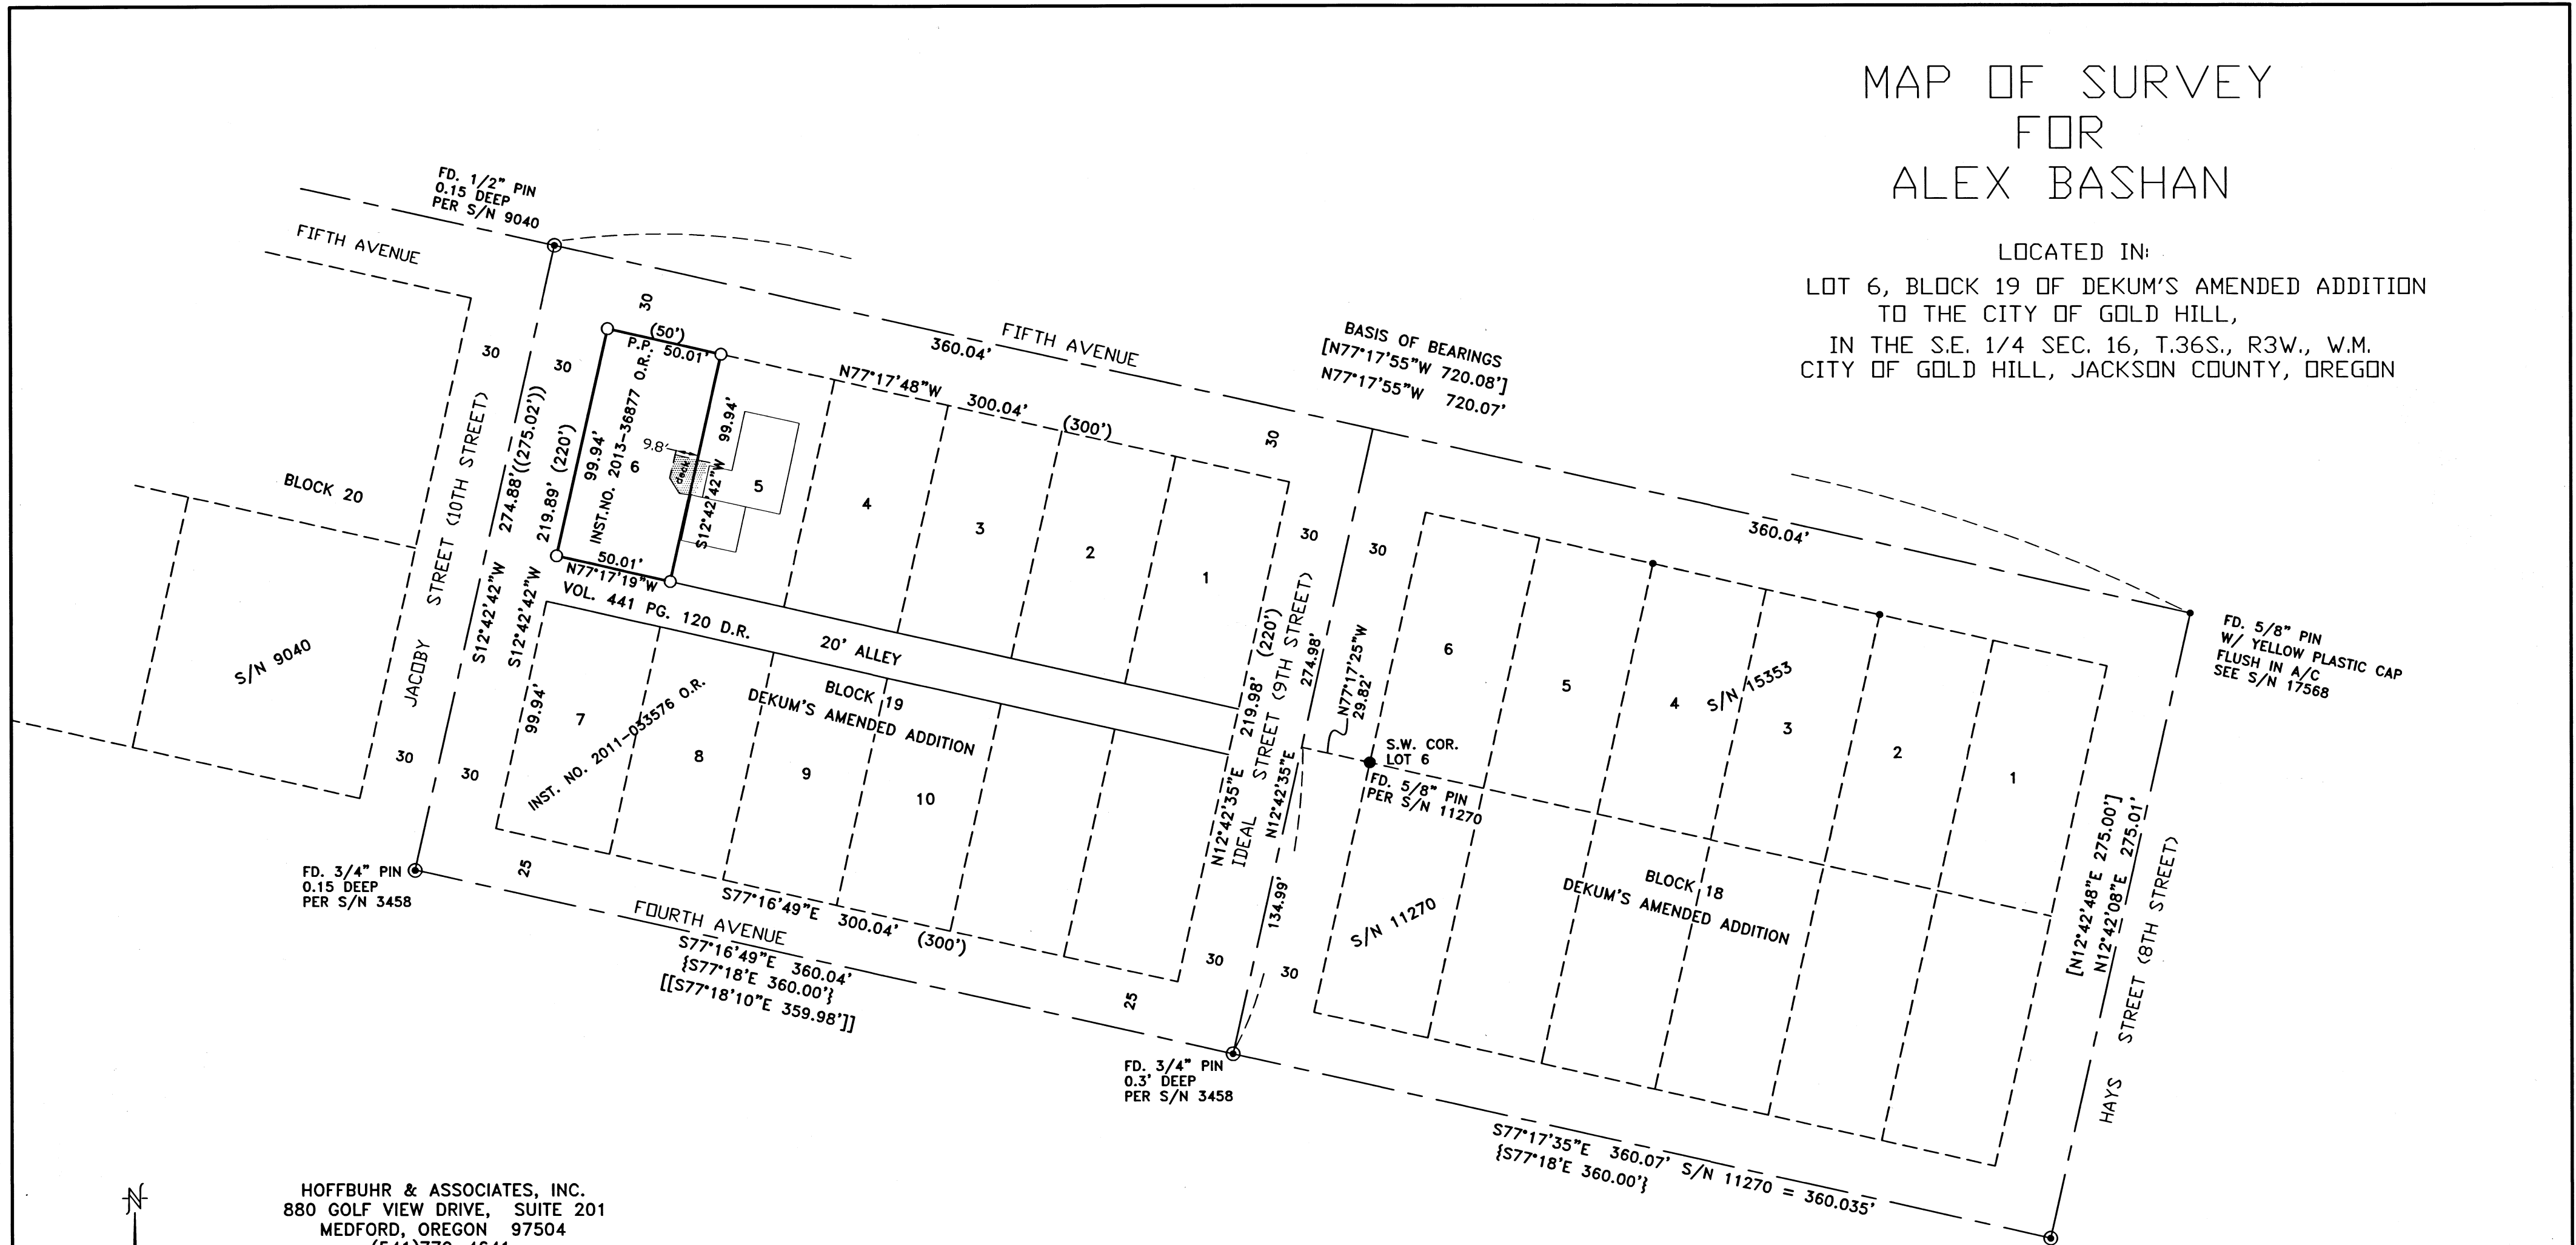 MAP OF SURVEY
FOR
ALEX BASHAN
LOCATED IN:
LOT 6, BLOCK 19 OF DEKUM'S AMENDED ADDITION
TO THE CITY OF GOLD HILL,
IN THE S.E. 1/4 SEC. 16, T.36S., R3W., W.M.
CITY OF GOLD HILL, JACKSON COUNTY, OREGON
FD. 1/2" PIN
0.15 DEEP
PER S/N 9040
FIFTH AVENUE
30
30
30
(50')
P.P. 50.01'
INST.NO. 2013-36877 O.R.
99.94'
6
9.8'
deck
99.94'
S12°42'42"W
5
50.01'
N77°17'19"W
VOL. 441 PG. 120 D.R.
20' ALLEY
FIFTH AVENUE
360.04'
N77°17'48"W 300.04' (300')
4
3
2
1
30
BASIS OF BEARINGS
[N77°17'55"W 720.08']
N77°17'55"W 720.07'
360.04'
BLOCK 20
S/N 9040
JACOBY STREET (10TH STREET)
S12°42'42"W 274.88'((275.02'))
S12°42'42"W 219.89' (220')
30
30
99.94'
7
8
9
10
INST. NO. 2011-033576 O.R.
BLOCK 19
DEKUM'S AMENDED ADDITION
25
25
30
30
30
30
N12°42'35"E 219.98' (220')
IDEAL STREET (9TH STREET)
N12°42'35"E 274.98'
134.99'
N77°17'25"W
29.82'
S.W. COR.
LOT 6
FD. 5/8" PIN
PER S/N 11270
6
5
4
3
2
1
S/N 15353
S/N 11270
BLOCK 18
DEKUM'S AMENDED ADDITION
FD. 5/8" PIN
W/ YELLOW PLASTIC CAP
FLUSH IN A/C
SEE S/N 17568
[N12°42'48"E 275.00']
N12°42'08"E 275.01'
HAYS STREET (8TH STREET)
FD. 3/4" PIN
0.15 DEEP
PER S/N 3458
S77°16'49"E 300.04' (300')
FOURTH AVENUE
S77°16'49"E 360.04'
{S77°18'E 360.00'}
[[S77°18'10"E 359.98']]
FD. 3/4" PIN
0.3' DEEP
PER S/N 3458
S77°17'35"E 360.07' S/N 11270 = 360.035'
{S77°18'E 360.00'}
N
HOFFBUHR & ASSOCIATES, INC.
880 GOLF VIEW DRIVE, SUITE 201
MEDFORD, OREGON 97504